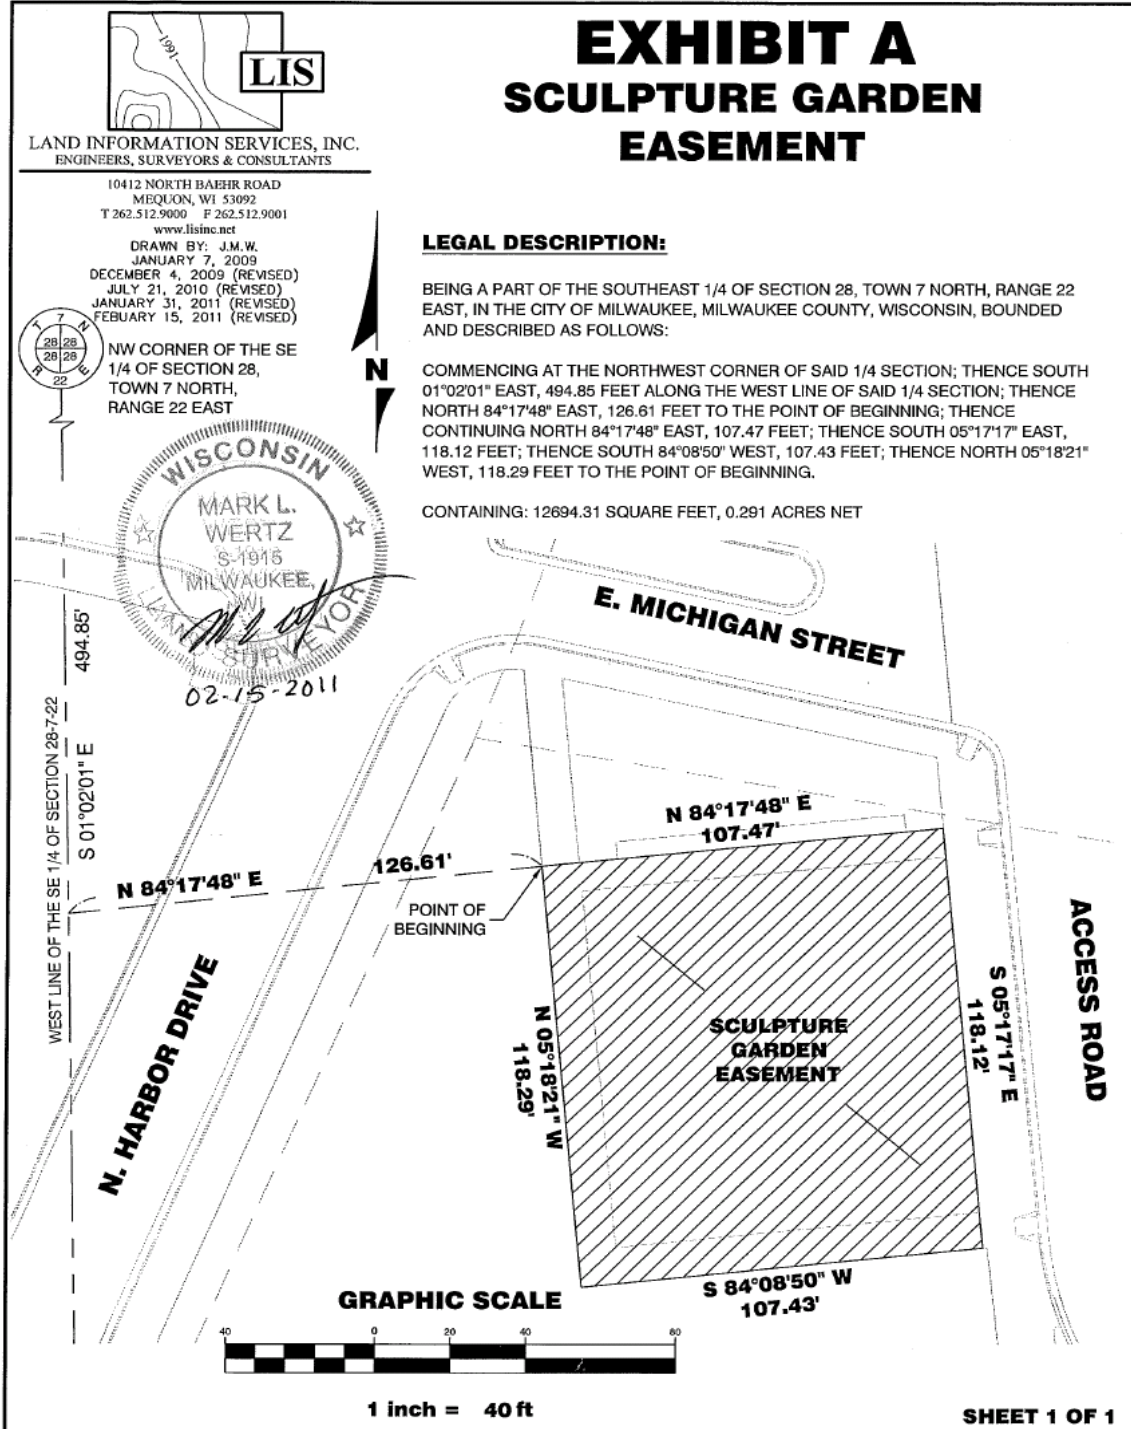 1991
LIS
LAND INFORMATION SERVICES, INC.
ENGINEERS, SURVEYORS & CONSULTANTS
10412 NORTH BAEHR ROAD
MEQUON, WI 53092
T 262.512.9000 F 262.512.9001
www.lisinc.net
DRAWN BY: J.M.W.
JANUARY 7, 2009
DECEMBER 4, 2009 (REVISED)
JULY 21, 2010 (REVISED)
JANUARY 31, 2011 (REVISED)
FEBUARY 15, 2011 (REVISED)
EXHIBIT A
SCULPTURE GARDEN
EASEMENT
LEGAL DESCRIPTION:
BEING A PART OF THE SOUTHEAST 1/4 OF SECTION 28, TOWN 7 NORTH, RANGE 22
EAST, IN THE CITY OF MILWAUKEE, MILWAUKEE COUNTY, WISCONSIN, BOUNDED
AND DESCRIBED AS FOLLOWS:
COMMENCING AT THE NORTHWEST CORNER OF SAID 1/4 SECTION; THENCE SOUTH
01°02'01" EAST, 494.85 FEET ALONG THE WEST LINE OF SAID 1/4 SECTION; THENCE
NORTH 84°17'48" EAST, 126.61 FEET TO THE POINT OF BEGINNING; THENCE
CONTINUING NORTH 84°17'48" EAST, 107.47 FEET; THENCE SOUTH 05°17'17" EAST,
118.12 FEET; THENCE SOUTH 84°08'50" WEST, 107.43 FEET; THENCE NORTH 05°18'21"
WEST, 118.29 FEET TO THE POINT OF BEGINNING.
CONTAINING: 12694.31 SQUARE FEET, 0.291 ACRES NET
T 7 N
28 28
28 28
R 22 E
NW CORNER OF THE SE
1/4 OF SECTION 28,
TOWN 7 NORTH,
RANGE 22 EAST
N
WISCONSIN
MARK L.
WERTZ
S-1915
MILWAUKEE,
WI
LAND SURVEYOR
02-15-2011
E. MICHIGAN STREET
494.85'
S 01°02'01" E
WEST LINE OF THE SE 1/4 OF SECTION 28-7-22
N 84°17'48" E
107.47'
N 84°17'48" E
126.61'
POINT OF
BEGINNING
N. HARBOR DRIVE
N 05°18'21" W
118.29'
SCULPTURE
GARDEN
EASEMENT
S 05°17'17" E
118.12'
ACCESS ROAD
S 84°08'50" W
107.43'
GRAPHIC SCALE
40 0 20 40 80
1 inch = 40 ft
SHEET 1 OF 1